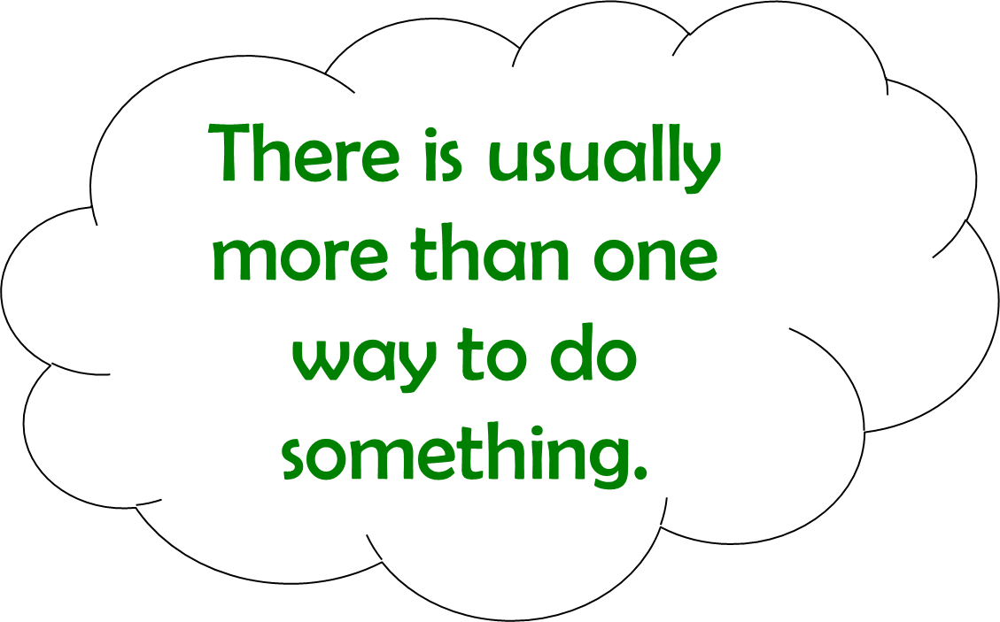 There is usually
more than one
way to do
something.